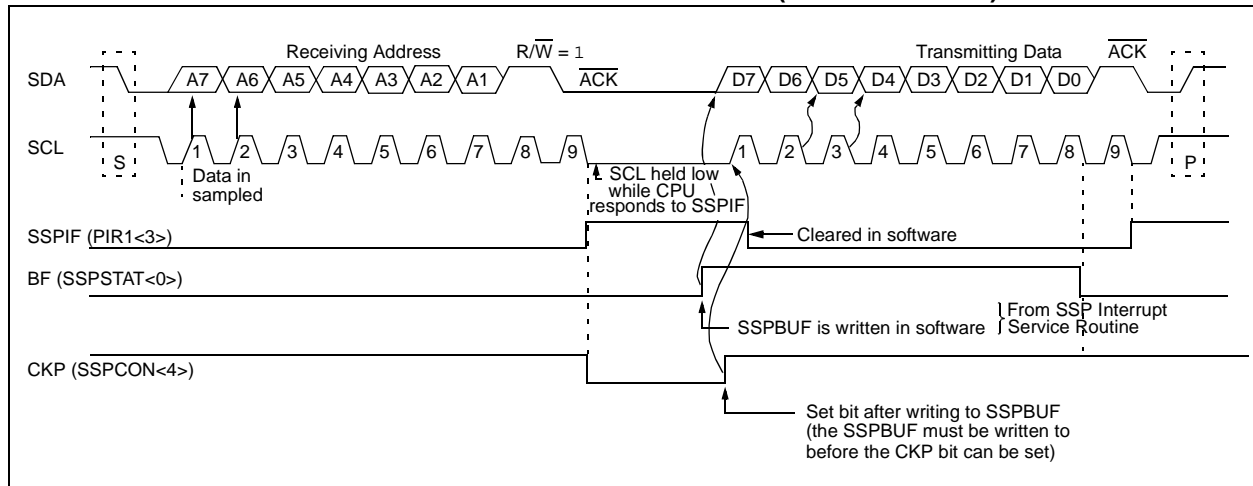 Receiving Address R/W = 1 Transmitting Data ACK
SDA A7 A6 A5 A4 A3 A2 A1 ACK D7 D6 D5 D4 D3 D2 D1 D0
SCL S 1 2 3 4 5 6 7 8 9 1 2 3 4 5 6 7 8 9 P
Data in
sampled
SCL held low
while CPU
responds to SSPIF
SSPIF (PIR1<3>)
Cleared in software
BF (SSPSTAT<0>)
SSPBUF is written in software
From SSP Interrupt
Service Routine
CKP (SSPCON<4>)
Set bit after writing to SSPBUF
(the SSPBUF must be written to
before the CKP bit can be set)